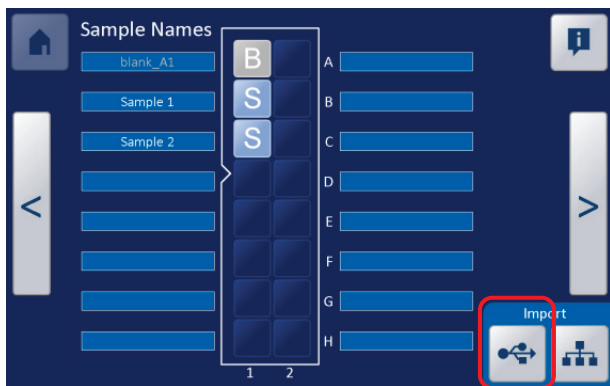 Sample Names
blank_A1
B
A
Sample 1
S
B
Sample 2
S
C
D
E
F
G
H
1 2
<
>
i
Import